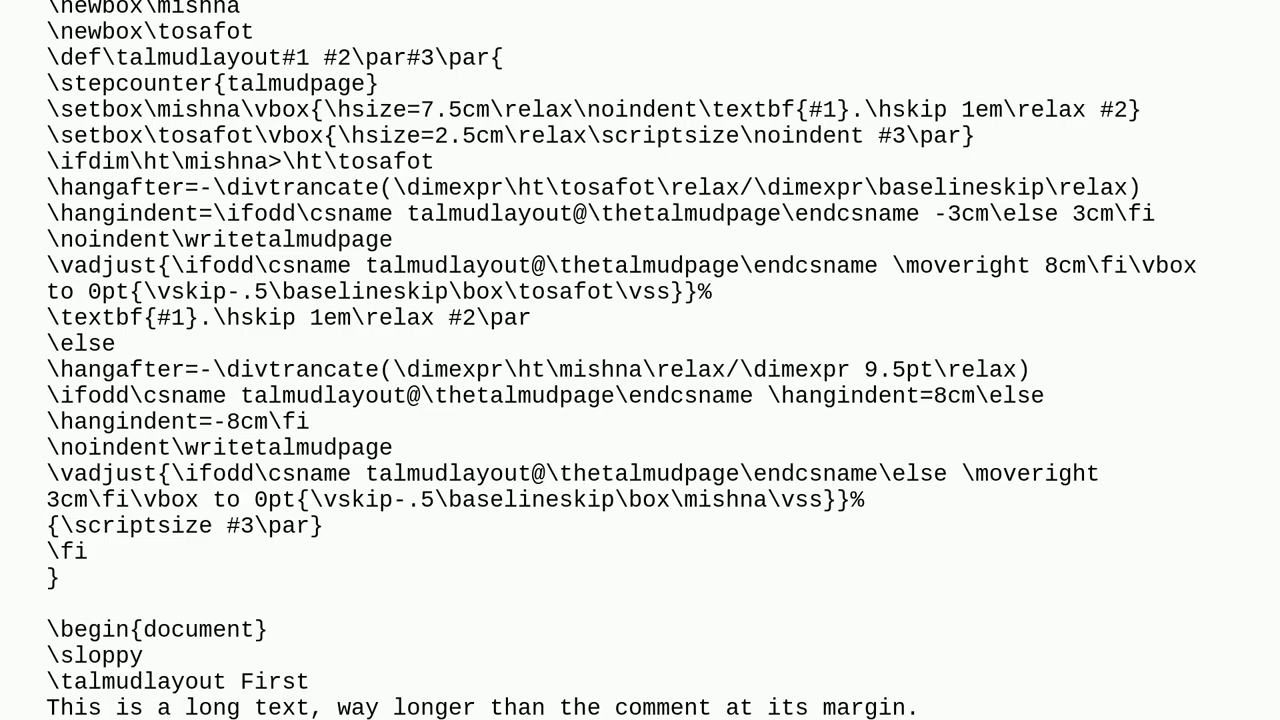 \newbox\mishna
\newbox\tosafot
\def\talmudlayout#1 #2\par#3\par{
\stepcounter{talmudpage}
\setbox\mishna\vbox{\hsize=7.5cm\relax\noindent\textbf{#1}.\hskip 1em\relax #2}
\setbox\tosafot\vbox{\hsize=2.5cm\relax\scriptsize\noindent #3\par}
\ifdim\ht\mishna>\ht\tosafot
\hangafter=-\divtrancate(\dimexpr\ht\tosafot\relax/\dimexpr\baselineskip\relax)
\hangindent=\ifodd\csname talmudlayout@\thetalmudpage\endcsname -3cm\else 3cm\fi
\noindent\writetalmudpage
\vadjust{\ifodd\csname talmudlayout@\thetalmudpage\endcsname \moveright 8cm\fi\vbox
to 0pt{\vskip-.5\baselineskip\box\tosafot\vss}}%
\textbf{#1}.\hskip 1em\relax #2\par
\else
\hangafter=-\divtrancate(\dimexpr\ht\mishna\relax/\dimexpr 9.5pt\relax)
\ifodd\csname talmudlayout@\thetalmudpage\endcsname \hangindent=8cm\else
\hangindent=-8cm\fi
\noindent\writetalmudpage
\vadjust{\ifodd\csname talmudlayout@\thetalmudpage\endcsname\else \moveright
3cm\fi\vbox to 0pt{\vskip-.5\baselineskip\box\mishna\vss}}%
{\scriptsize #3\par}
\fi
}
\begin{document}
\sloppy
\talmudlayout First
This is a long text, way longer than the comment at its margin.